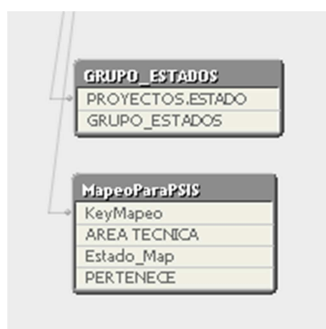 GRUPO_ESTADOS
PROYECTOS.ESTADO
GRUPO_ESTADOS
MapeoParaPSIS
KeyMapeo
AREA TECNICA
Estado_Map
PERTENECE